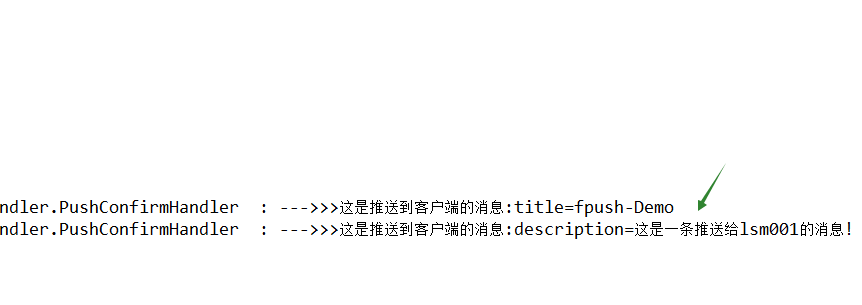 ndler.PushConfirmHandler  : --->>>这是推送到客户端的消息:title=fpush-Demo
ndler.PushConfirmHandler  : --->>>这是推送到客户端的消息:description=这是一条推送给lsm001的消息!